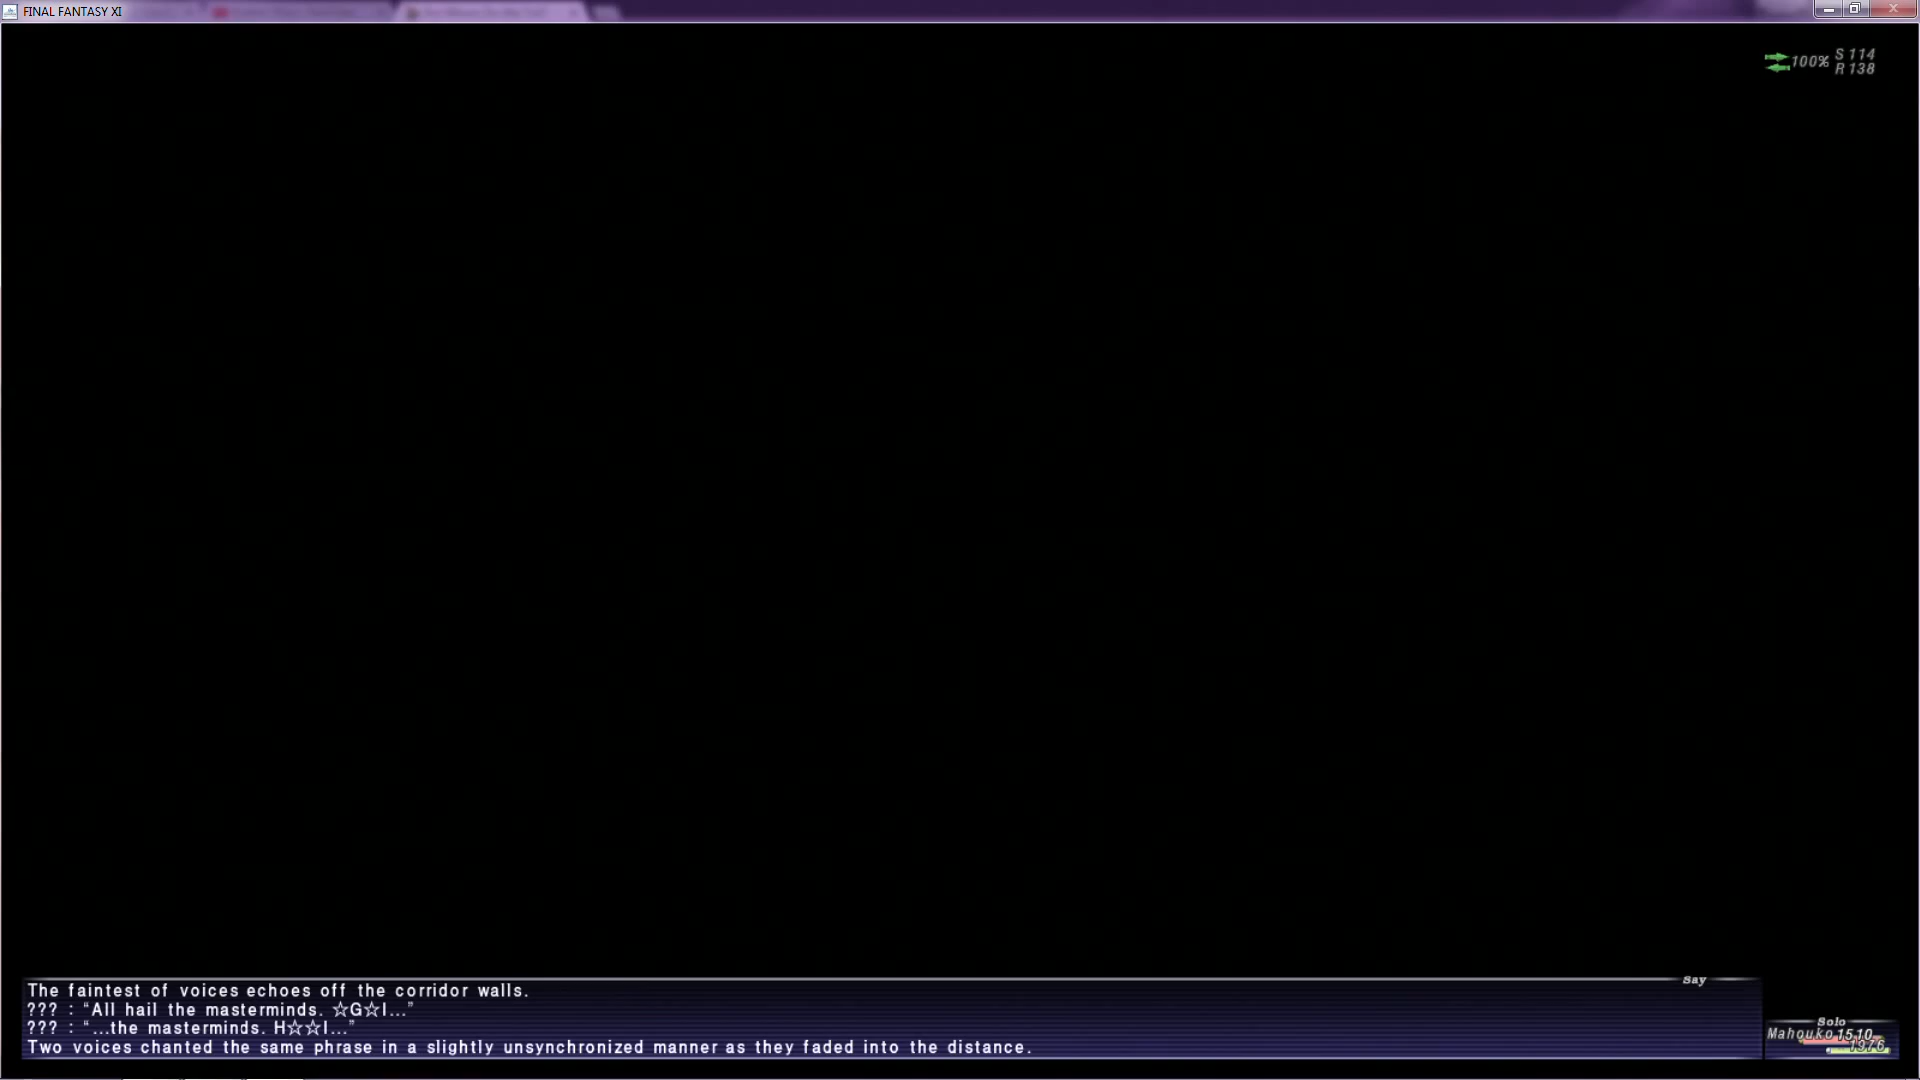 FINAL FANTASY XI
100% S 114
R 138
Say
The faintest of voices echoes off the corridor walls.
??? : “All hail the masterminds. ☆G☆I...”
??? : “...the masterminds. H☆☆I...”
Two voices chanted the same phrase in a slightly unsynchronized manner as they faded into the distance.
Solo
Mahouko 1510
1376